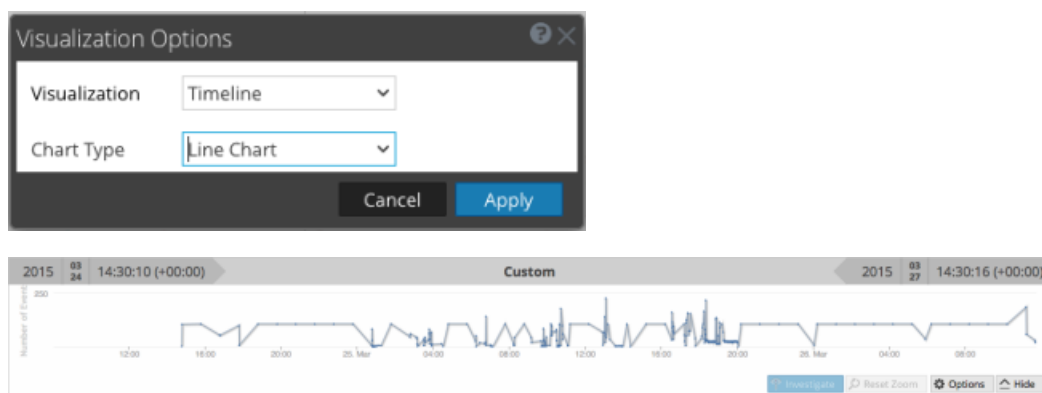 Visualization Options
Visualization Timeline
Chart Type Line Chart
Cancel Apply
2015 03 24 14:30:10 (+00:00) Custom 2015 03 27 14:30:16 (+00:00)
Number of Event
250
12:00 16:00 20:00 25. Mar 04:00 08:00 12:00 16:00 20:00 26. Mar 04:00 08:00
Investigate Reset Zoom Options Hide